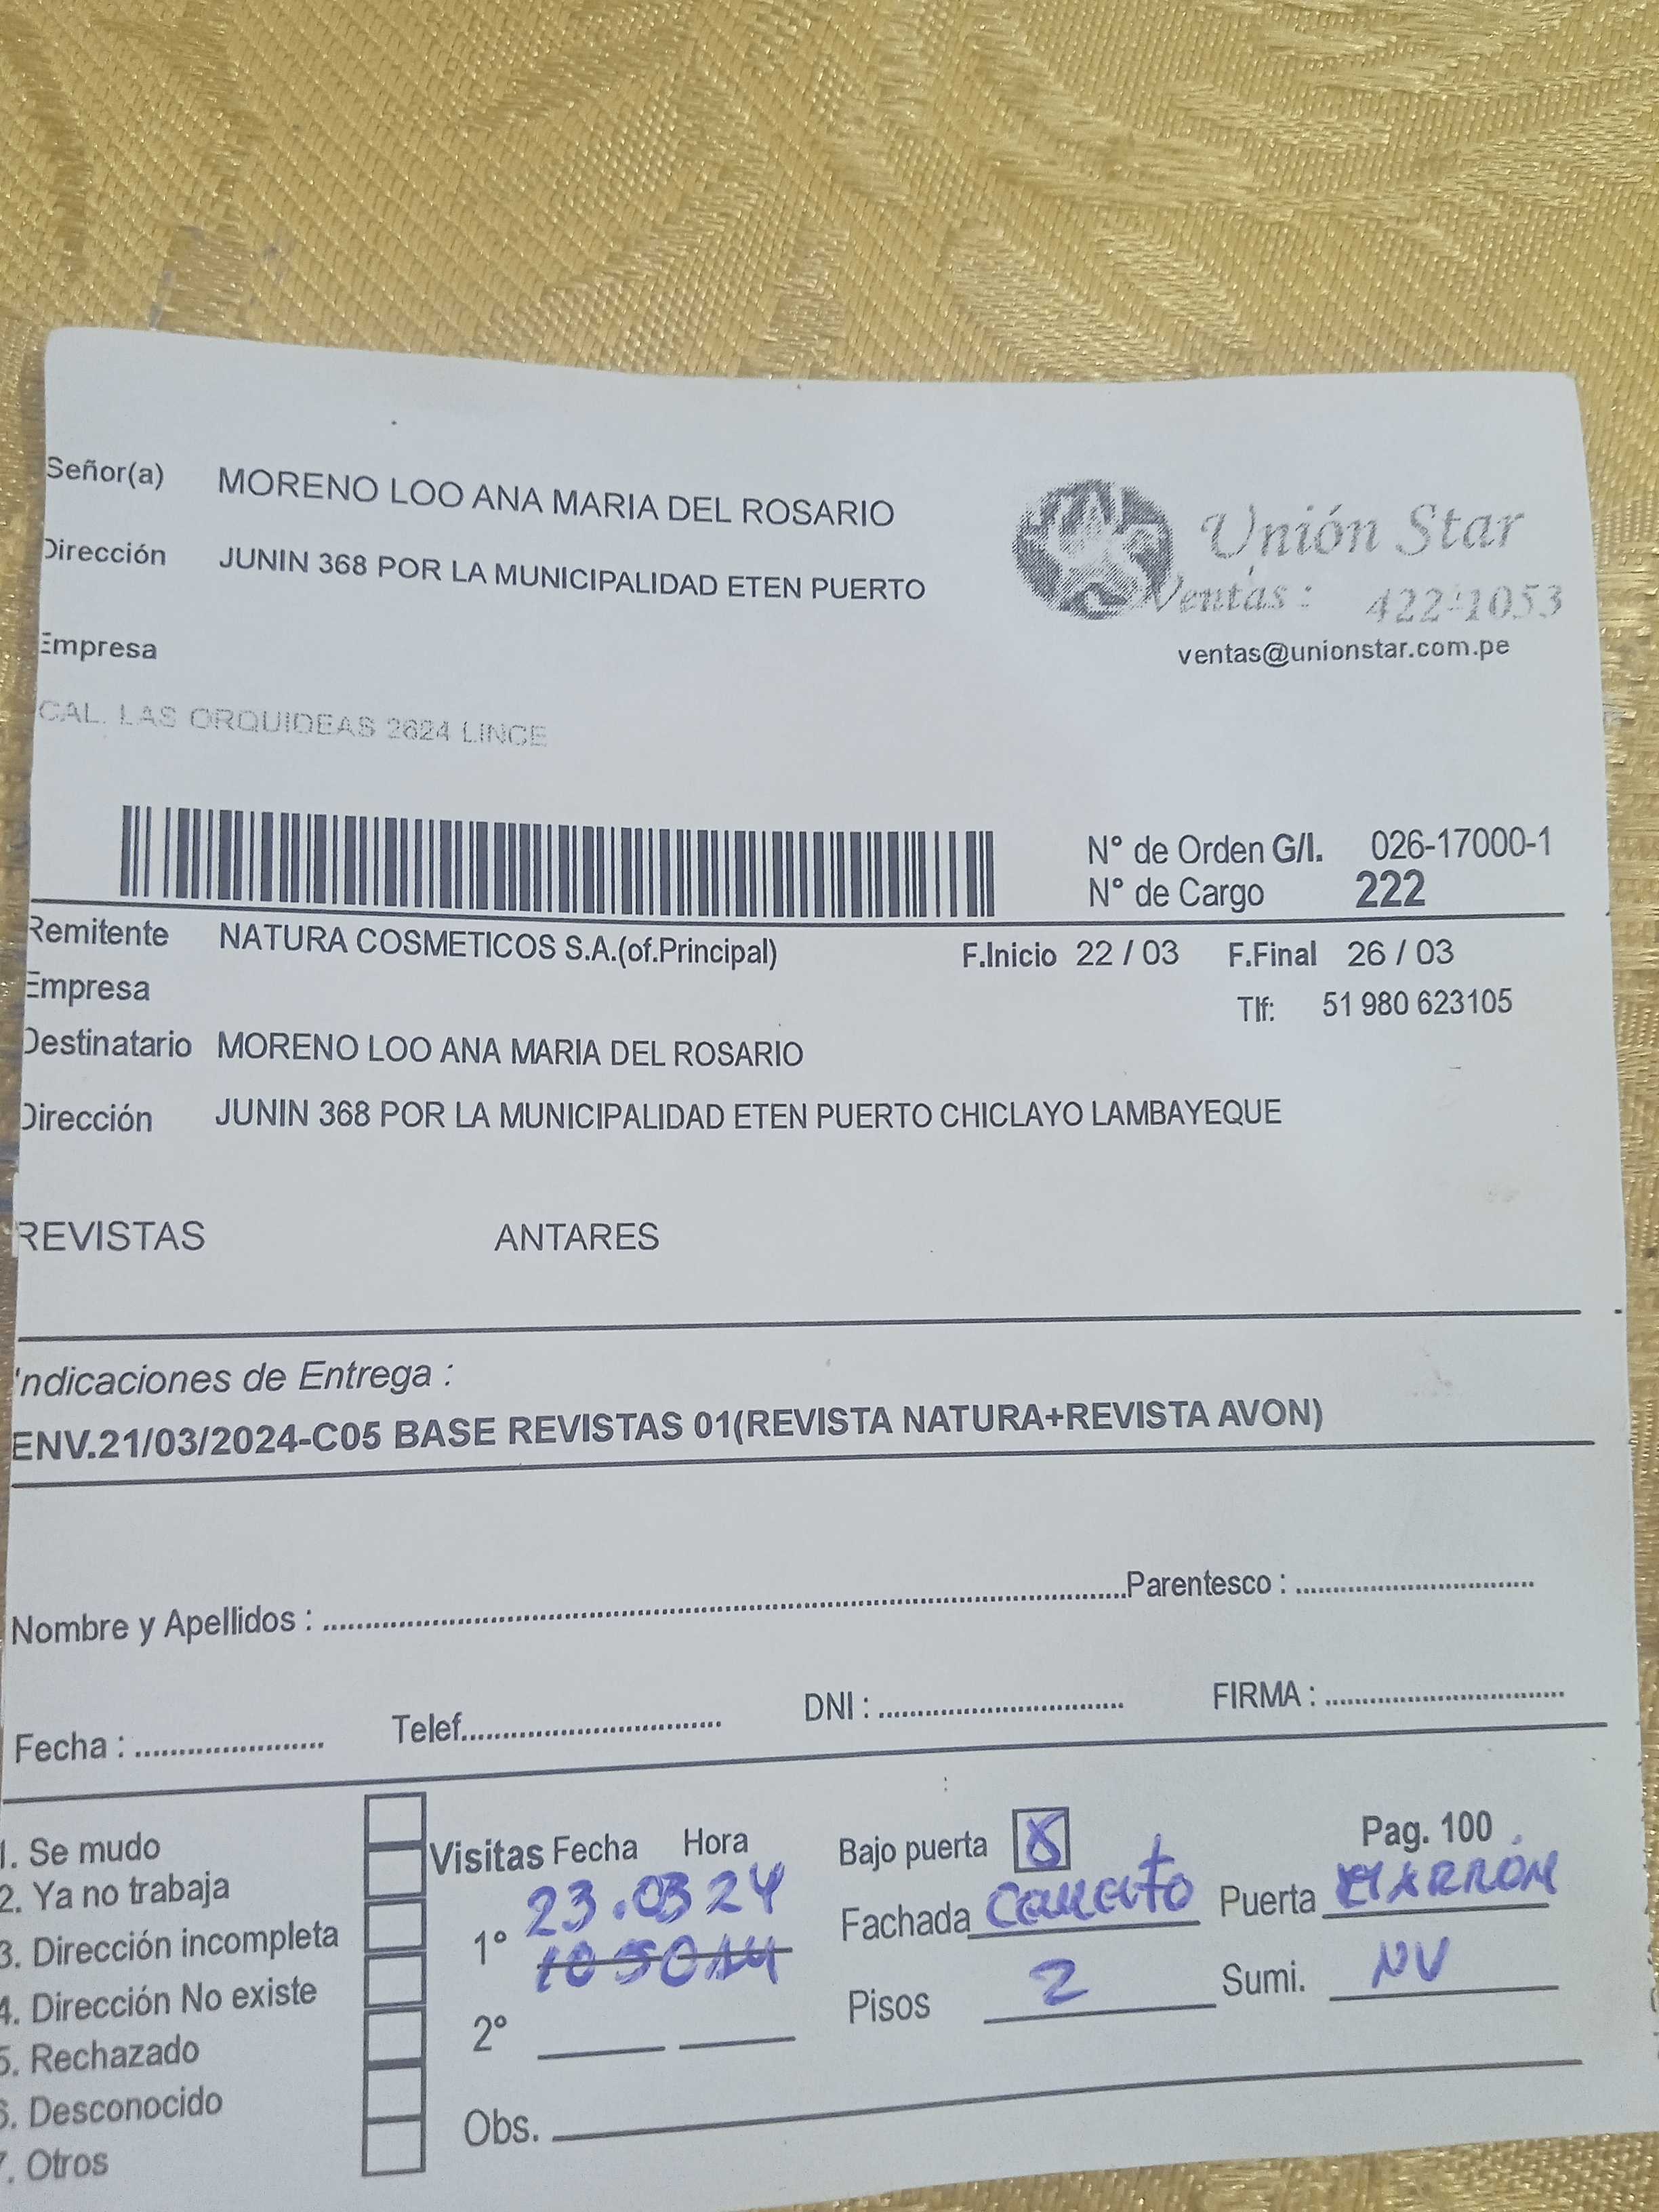 Señor(a) MORENO LOO ANA MARIA DEL ROSARIO
Dirección JUNIN 368 POR LA MUNICIPALIDAD ETEN PUERTO
Unión Star
Ventas : 422-1053
ventas@unionstar.com.pe
Empresa
CAL. LAS ORQUIDEAS 2624 LINCE
N° de Orden G/I. 026-17000-1
N° de Cargo 222
Remitente NATURA COSMETICOS S.A.(of.Principal) F.Inicio 22 / 03 F.Final 26 / 03
Empresa Tlf: 51 980 623105
Destinatario MORENO LOO ANA MARIA DEL ROSARIO
Dirección JUNIN 368 POR LA MUNICIPALIDAD ETEN PUERTO CHICLAYO LAMBAYEQUE
REVISTAS ANTARES
Indicaciones de Entrega :
ENV.21/03/2024-C05 BASE REVISTAS 01(REVISTA NATURA+REVISTA AVON)
Nombre y Apellidos : Parentesco :
Fecha : Telef. DNI : FIRMA :
1. Se mudo
2. Ya no trabaja
3. Dirección incompleta
4. Dirección No existe
5. Rechazado
6. Desconocido
7. Otros
Visitas Fecha Hora
1° 23.03 24
2°
Obs.
Bajo puerta X Pag. 100
Fachada Puerta MARRÓN
Pisos 2 Sumi. NV